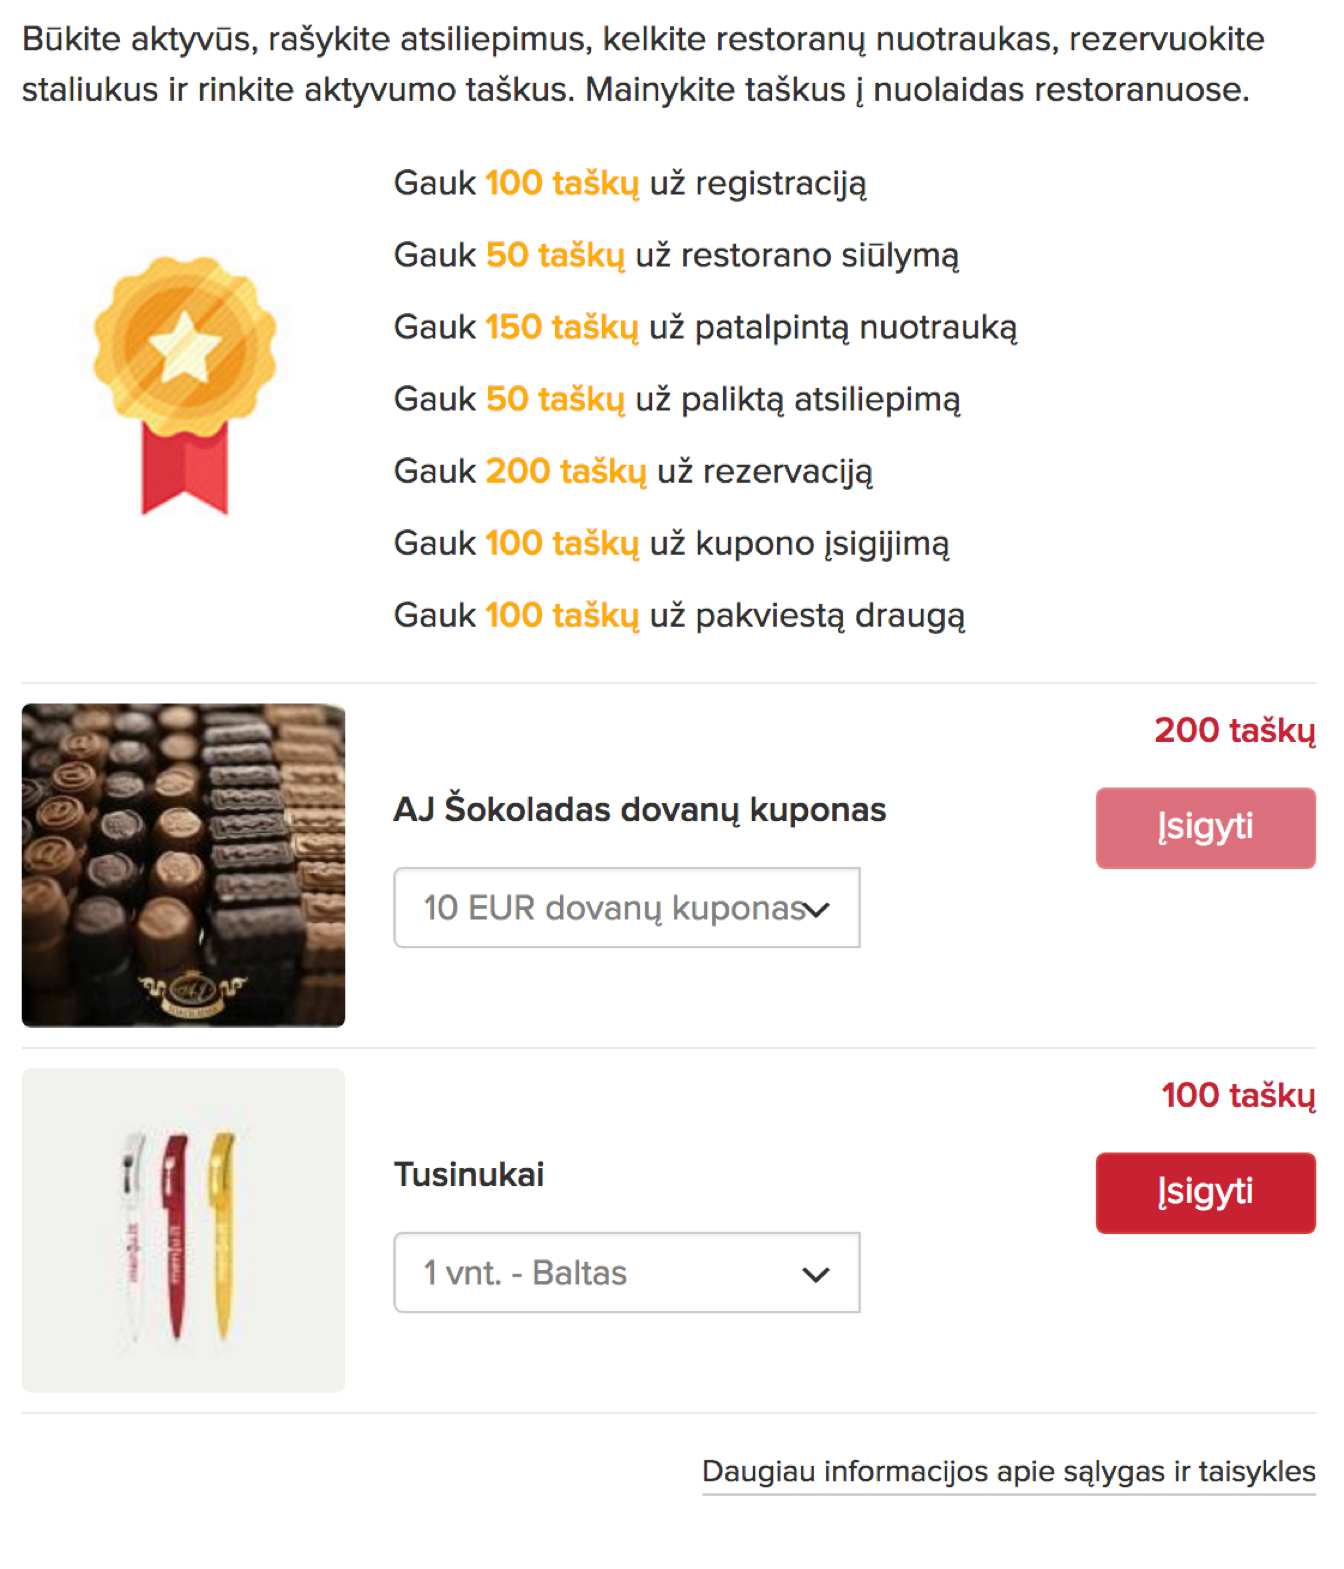 Būkite aktyvūs, rašykite atsiliepimus, kelkite restoranų nuotraukas, rezervuokite
staliukus ir rinkite aktyvumo taškus. Mainykite taškus į nuolaidas restoranuose.
Gauk 100 taškų už registraciją
Gauk 50 taškų už restorano siūlymą
Gauk 150 taškų už patalpintą nuotrauką
Gauk 50 taškų už paliktą atsiliepimą
Gauk 200 taškų už rezervaciją
Gauk 100 taškų už kupono įsigijimą
Gauk 100 taškų už pakviestą draugą
200 taškų
AJ Šokoladas dovanų kuponas
Įsigyti
10 EUR dovanų kuponas
AJ
100 taškų
Tusinukai
Įsigyti
1 vnt. - Baltas
Daugiau informacijos apie sąlygas ir taisykles